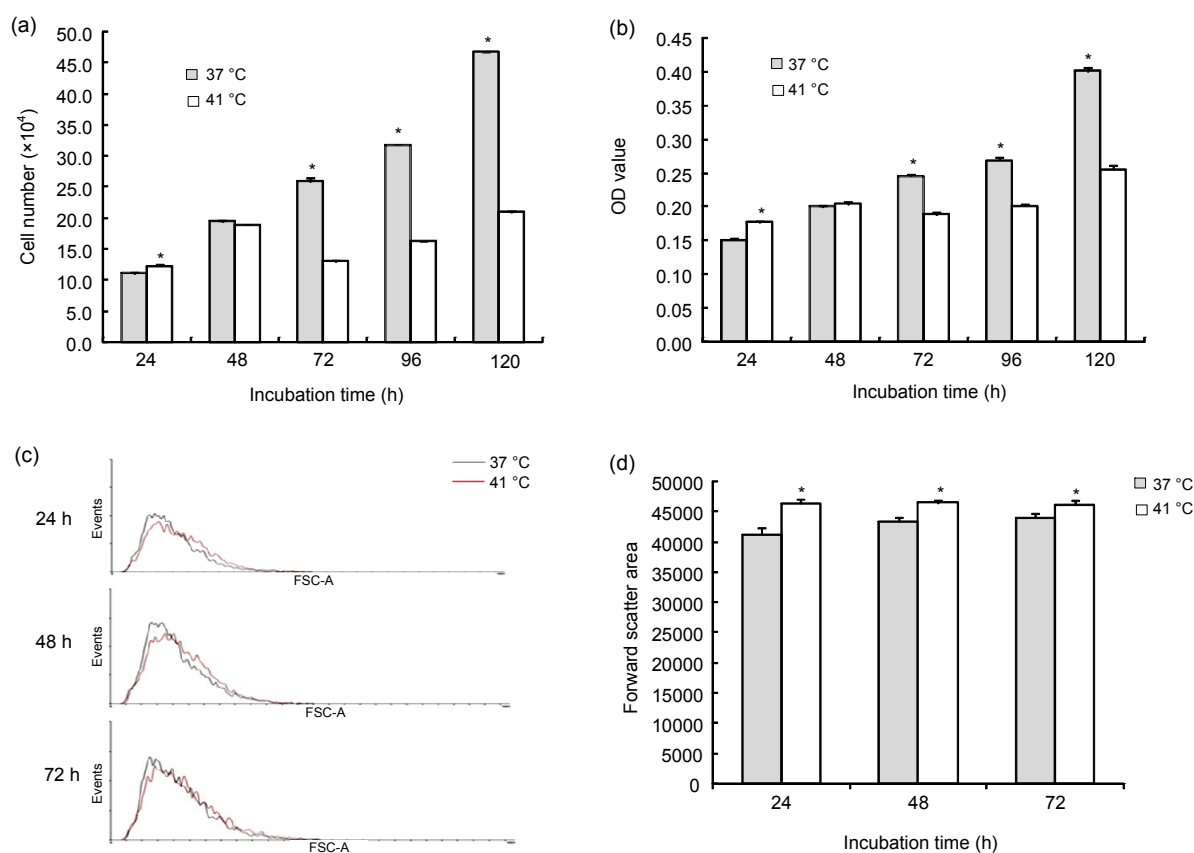 (a)
50.0
45.0
40.0
35.0
30.0
25.0
20.0
15.0
10.0
5.0
0.0
Cell number (×10⁴)
37 °C
41 °C
*
*
*
*
24 48 72 96 120
Incubation time (h)
(b)
0.45
0.40
0.35
0.30
0.25
0.20
0.15
0.10
0.05
0.00
OD value
37 °C
41 °C
*
*
*
*
24 48 72 96 120
Incubation time (h)
(c)
37 °C
41 °C
24 h
Events
FSC-A
48 h
Events
FSC-A
72 h
Events
FSC-A
(d)
37 °C
41 °C
50000
45000
40000
35000
30000
25000
20000
15000
10000
5000
0
Forward scatter area
* * *
24 48 72
Incubation time (h)